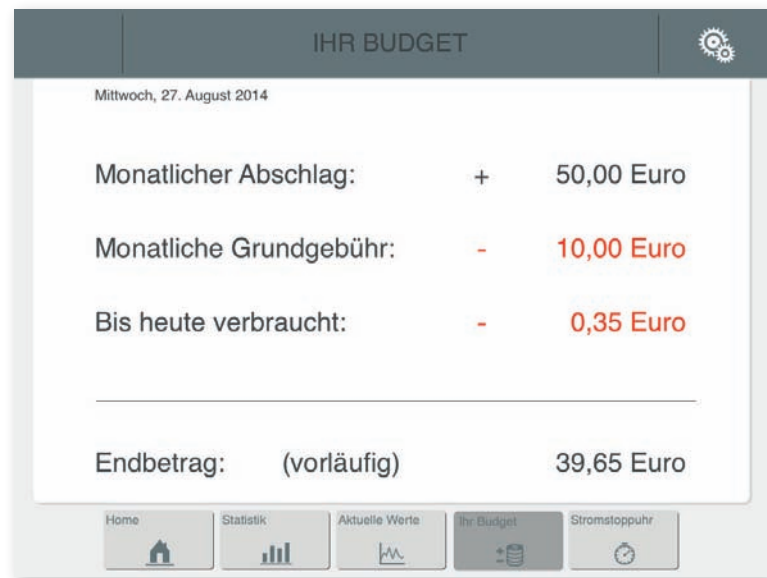 IHR BUDGET
Mittwoch, 27. August 2014
Monatlicher Abschlag: + 50,00 Euro
Monatliche Grundgebühr: - 10,00 Euro
Bis heute verbraucht: - 0,35 Euro
Endbetrag: (vorläufig) 39,65 Euro
Home Statistik Aktuelle Werte Ihr Budget Stromstoppuhr